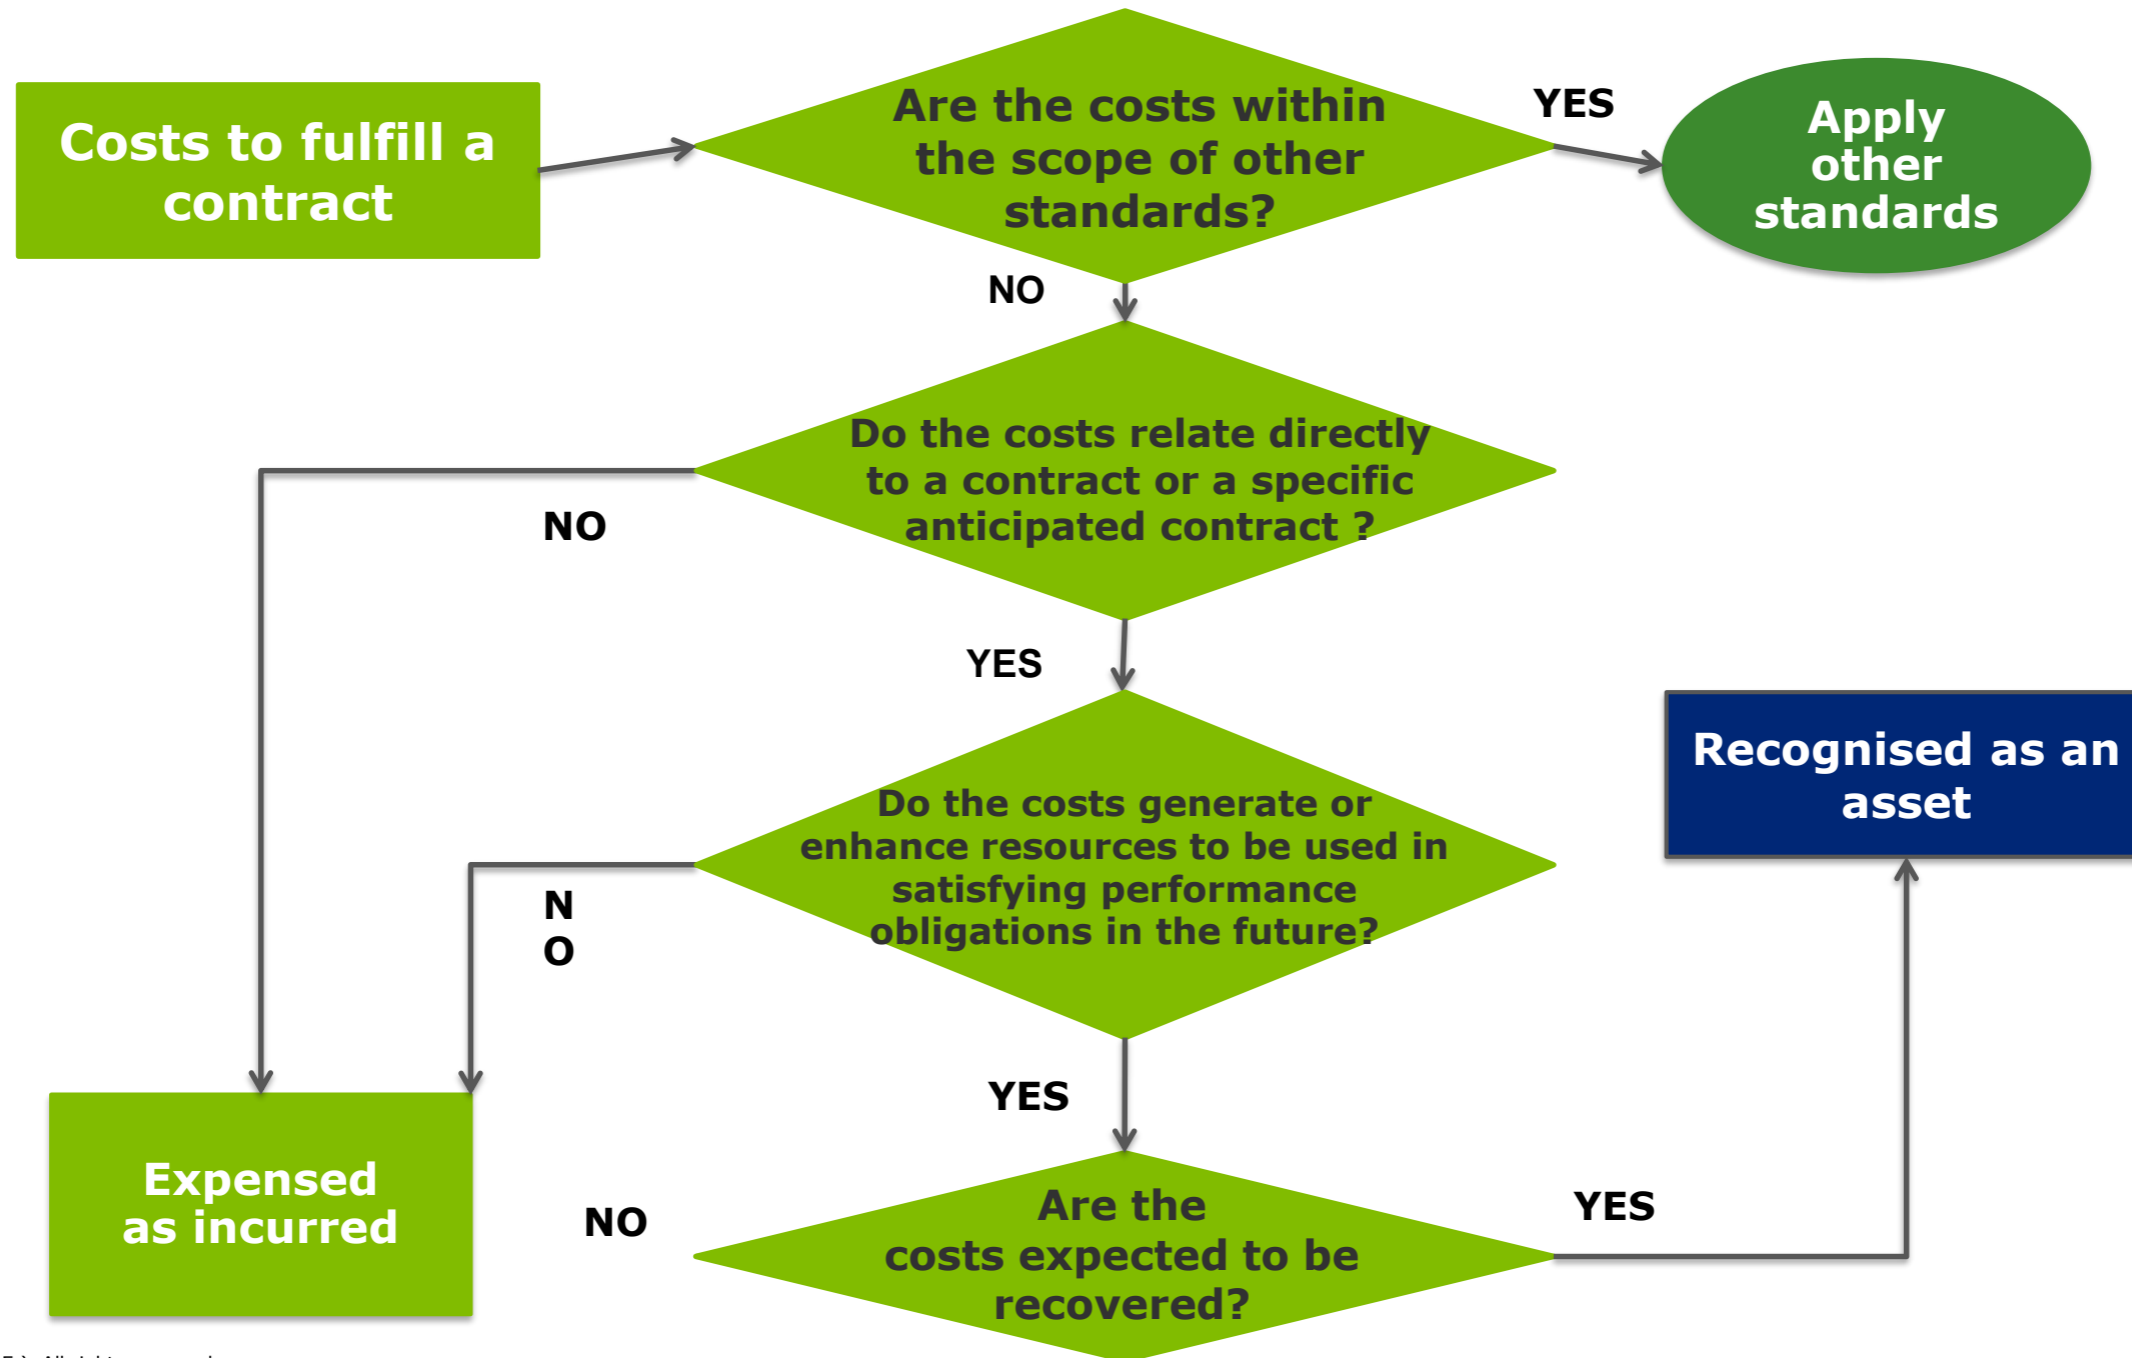 Costs to fulfill a
contract
Are the costs within
the scope of other
standards?
YES
Apply
other
standards
NO
Do the costs relate directly
to a contract or a specific
anticipated contract ?
NO
YES
Do the costs generate or
enhance resources to be used in
satisfying performance
obligations in the future?
N
O
YES
Recognised as an
asset
Expensed
as incurred
NO
Are the
costs expected to be
recovered?
YES